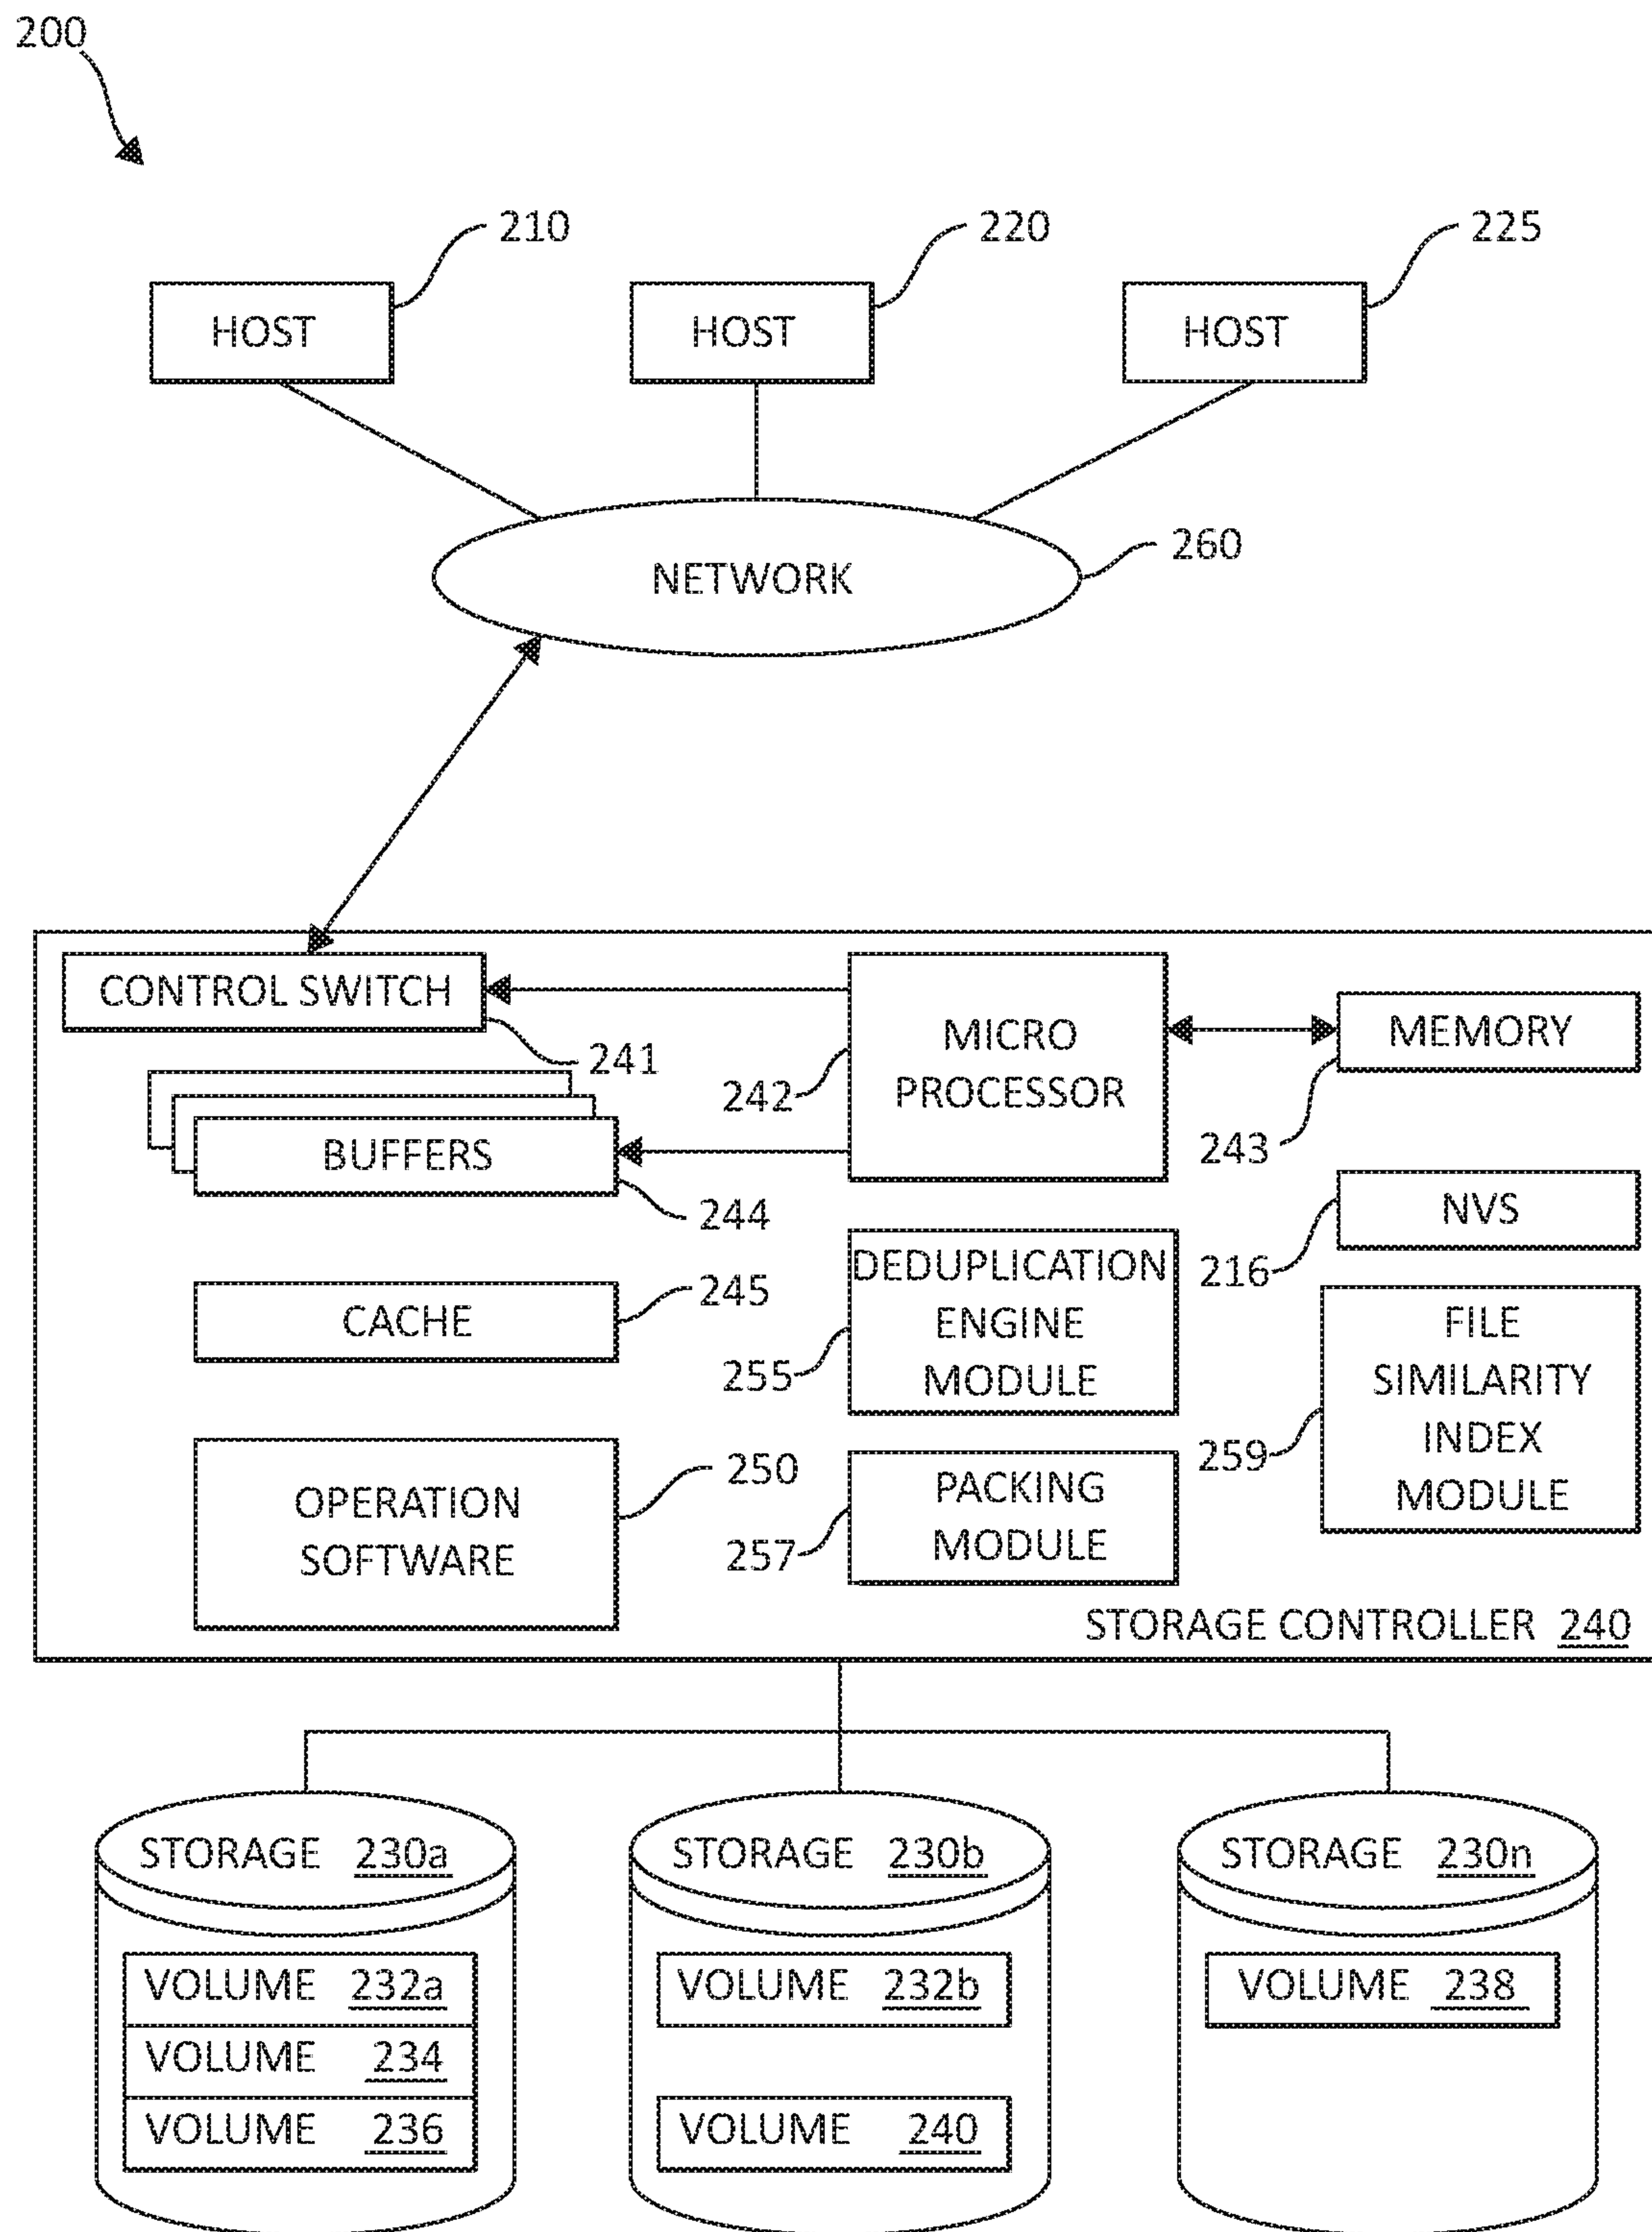 200
210
220
225
HOST
HOST
HOST
260
NETWORK
CONTROL SWITCH
241
MICRO
PROCESSOR
242
MEMORY
243
BUFFERS
244
NVS
216
CACHE
245
DEDUPLICATION
ENGINE
MODULE
255
FILE
SIMILARITY
INDEX
MODULE
259
OPERATION
SOFTWARE
250
PACKING
MODULE
257
STORAGE CONTROLLER 240
STORAGE 230a
VOLUME 232a
VOLUME 234
VOLUME 236
STORAGE 230b
VOLUME 232b
VOLUME 240
STORAGE 230n
VOLUME 238